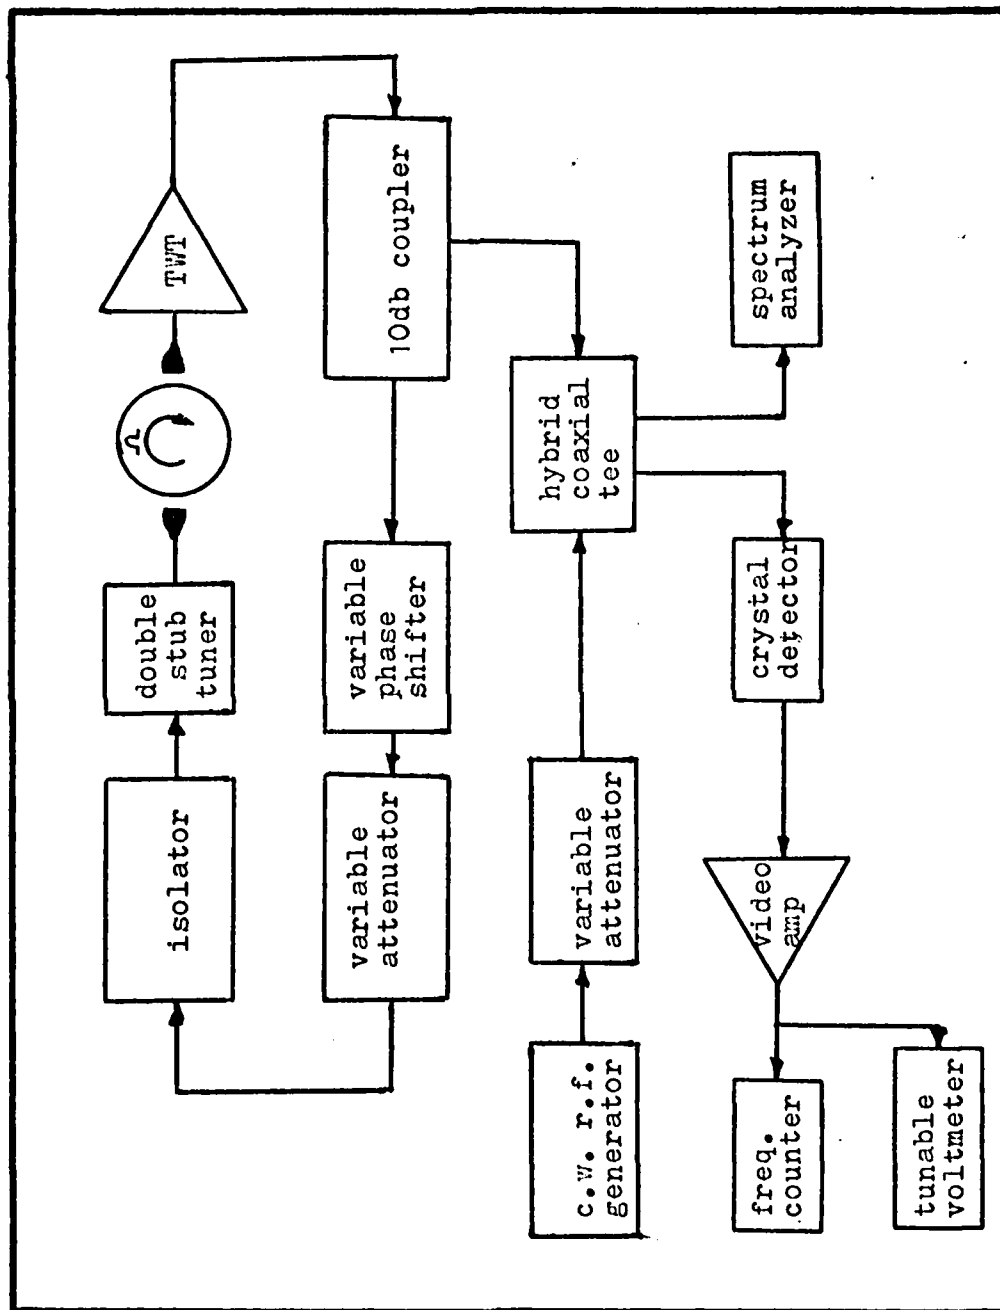 isolator
double
stub
tuner
Ω
TWT
variable
attenuator
variable
phase
shifter
10db coupler
c.w. r.f.
generator
variable
attenuator
hybrid
coaxial
tee
freq.
counter
video
amp
crystal
detector
spectrum
analyzer
tunable
voltmeter